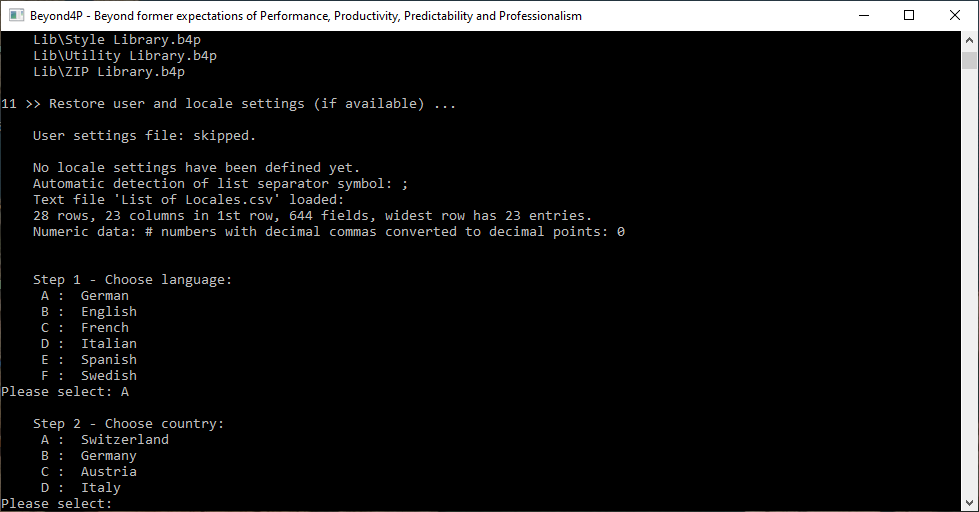 Beyond4P - Beyond former expectations of Performance, Productivity, Predictability and Professionalism
Lib\Style Library.b4p
Lib\Utility Library.b4p
Lib\ZIP Library.b4p
11 >> Restore user and locale settings (if available) ...
User settings file: skipped.
No locale settings have been defined yet.
Automatic detection of list separator symbol: ;
Text file 'List of Locales.csv' loaded:
28 rows, 23 columns in 1st row, 644 fields, widest row has 23 entries.
Numeric data: # numbers with decimal commas converted to decimal points: 0
Step 1 - Choose language:
A :  German
B :  English
C :  French
D :  Italian
E :  Spanish
F :  Swedish
Please select: A
Step 2 - Choose country:
A :  Switzerland
B :  Germany
C :  Austria
D :  Italy
Please select: